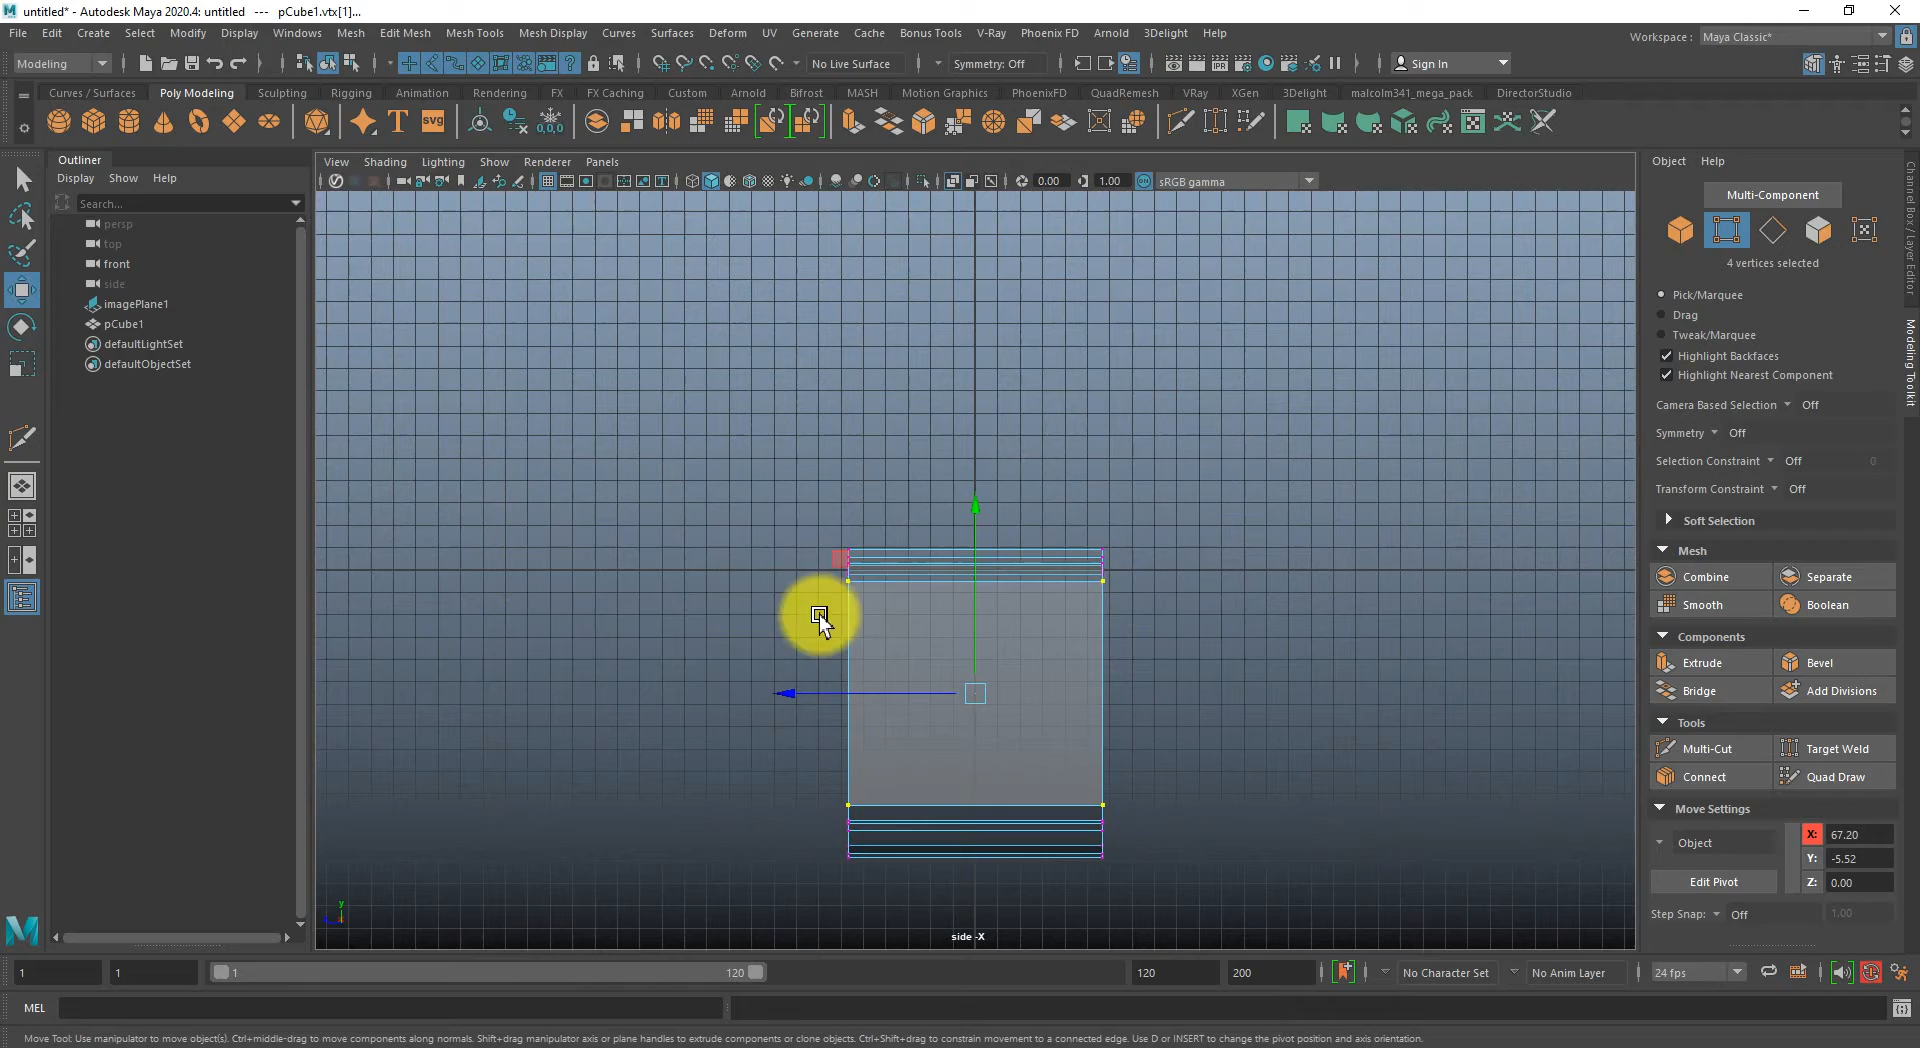 untitled* - Autodesk Maya 2020.4: untitled   ---   pCube1.vtx[1]...
File Edit Create Select Modify Display Windows Mesh Edit Mesh Mesh Tools Mesh Display Curves Surfaces Deform UV Generate Cache Bonus Tools V-Ray Phoenix FD Arnold 3Delight Help
Workspace : Maya Classic*
Modeling No Live Surface Symmetry: Off Sign In
Curves / Surfaces Poly Modeling Sculpting Rigging Animation Rendering FX FX Caching Custom Arnold Bifrost MASH Motion Graphics PhoenixFD QuadRemesh VRay XGen 3Delight malcolm341_mega_pack DirectorStudio
T SVG 0,0,0
Outliner
Display Show Help
Search...
persp
top
front
side
imagePlane1
pCube1
defaultLightSet
defaultObjectSet
View Shading Lighting Show Renderer Panels
0.00 1.00 ON sRGB gamma
y
side -X
Object Help
Multi-Component
4 vertices selected
Pick/Marquee
Drag
Tweak/Marquee
Highlight Backfaces
Highlight Nearest Component
Camera Based Selection Off
Symmetry Off
Selection Constraint Off 0
Transform Constraint Off
Soft Selection
Mesh
Combine Separate
Smooth Boolean
Components
Extrude Bevel
Bridge Add Divisions
Tools
Multi-Cut Target Weld
Connect Quad Draw
Move Settings
Object X: 67.20
Y: -5.52
Edit Pivot Z: 0.00
Step Snap: Off 1.00
Channel Box / Layer Editor
Modeling Toolkit
1 1 1 120 120 200 No Character Set No Anim Layer 24 fps
MEL
Move Tool: Use manipulator to move object(s). Ctrl+middle-drag to move components along normals. Shift+drag manipulator axis or plane handles to extrude components or clone objects. Ctrl+Shift+drag to constrain movement to a connected edge. Use D or INSERT to change the pivot position and axis orientation.